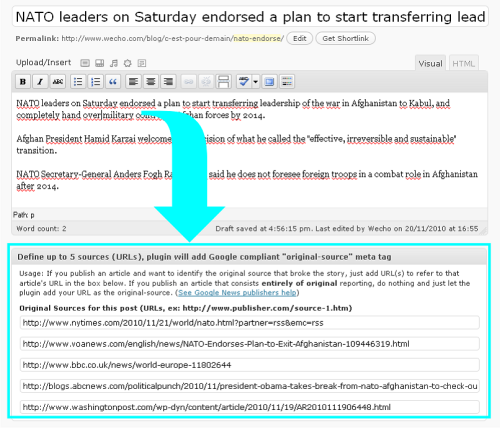 NATO leaders on Saturday endorsed a plan to start transferring lead
Permalink: http://www.wecho.com/blog/c-est-pour-demain/nato-endorse/ Edit Get Shortlink
Upload/Insert Visual HTML
B I ABC ABC
NATO leaders on Saturday endorsed a plan to start transferring leadership of the war in Afghanistan to Kabul, and
completely hand over military forces by 2014.
Afghan President Hamid Karzai of what he called the "effective, irreversible and sustainable"
transition.
NATO Secretary-General Anders Fogh said he does not foresee foreign troops in a combat role in Afghanistan
after 2014.
Path: p
Word count: 2 Draft saved at 4:56:15 pm. Last edited by Wecho on 20/11/2010 at 16:55
Define up to 5 sources (URLs), plugin will add Google compliant "original-source" meta tag
Usage: If you publish an article and want to identify the original source that broke the story, just add URL(s) to refer to that
article's URL in the box below. If you publish an article that consists entirely of original reporting, do nothing and just let the
plugin add your URL as the original-source. (See Google News publishers help)
Original Sources for this post (URLs, ex: http://www.publisher.com/source-1.htm)
http://www.nytimes.com/2010/11/21/world/nato.html?partner=rss&emc=rss
http://www.voanews.com/english/news/NATO-Endorses-Plan-to-Exit-Afghanistan-109446319.html
http://www.bbc.co.uk/news/world-europe-11802644
http://blogs.abcnews.com/politicalpunch/2010/11/president-obama-takes-break-from-nato-afghanistan-to-check-ou
http://www.washingtonpost.com/wp-dyn/content/article/2010/11/19/AR2010111906448.html